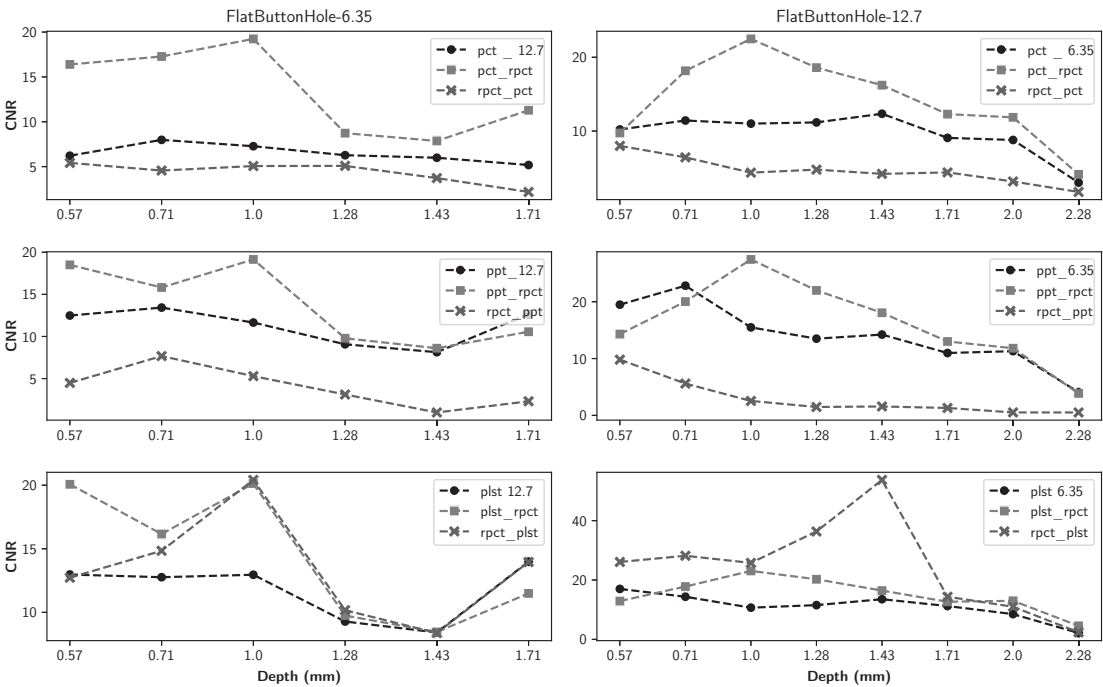 FlatButtonHole-6.35
CNR
20
15
10
5
pct _ 12.7
pct_rpct
rpct_pct
0.57 0.71 1.0 1.28 1.43 1.71
FlatButtonHole-12.7
20
10
pct _ 6.35
pct_rpct
rpct_pct
0.57 0.71 1.0 1.28 1.43 1.71 2.0 2.28
CNR
20
15
10
5
ppt_12.7
ppt_rpct
rpct_ppt
0.57 0.71 1.0 1.28 1.43 1.71
20
10
0
ppt_6.35
ppt_rpct
rpct_ppt
0.57 0.71 1.0 1.28 1.43 1.71 2.0 2.28
CNR
20
15
10
plst 12.7
plst_rpct
rpct_plst
0.57 0.71 1.0 1.28 1.43 1.71
Depth (mm)
40
20
0
plst 6.35
plst_rpct
rpct_plst
0.57 0.71 1.0 1.28 1.43 1.71 2.0 2.28
Depth (mm)